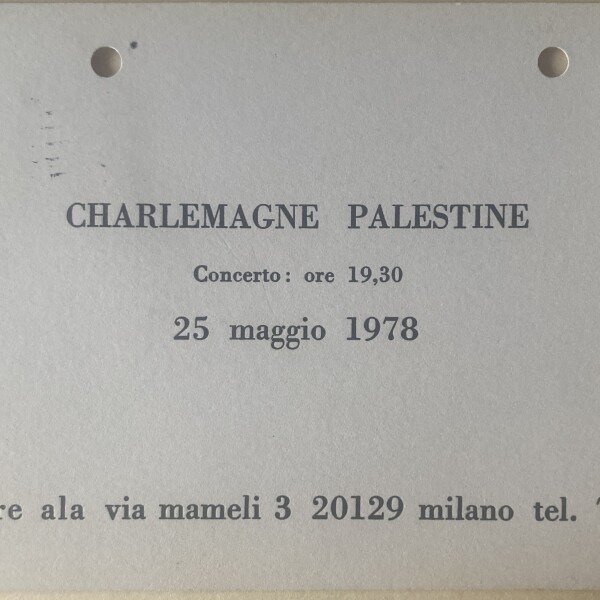 CHARLEMAGNE PALESTINE
Concerto: ore 19,30
25 maggio 1978
ala via mameli 3 20129 milano tel.